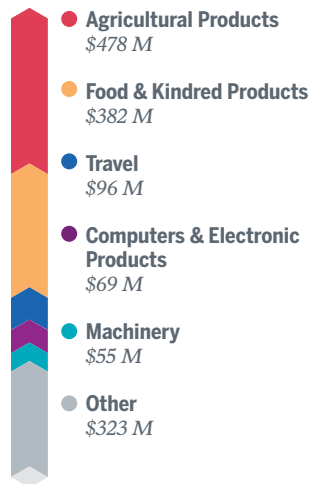 Agricultural Products
$478 M
Food & Kindred Products
$382 M
Travel
$96 M
Computers & Electronic
Products
$69 M
Machinery
$55 M
Other
$323 M